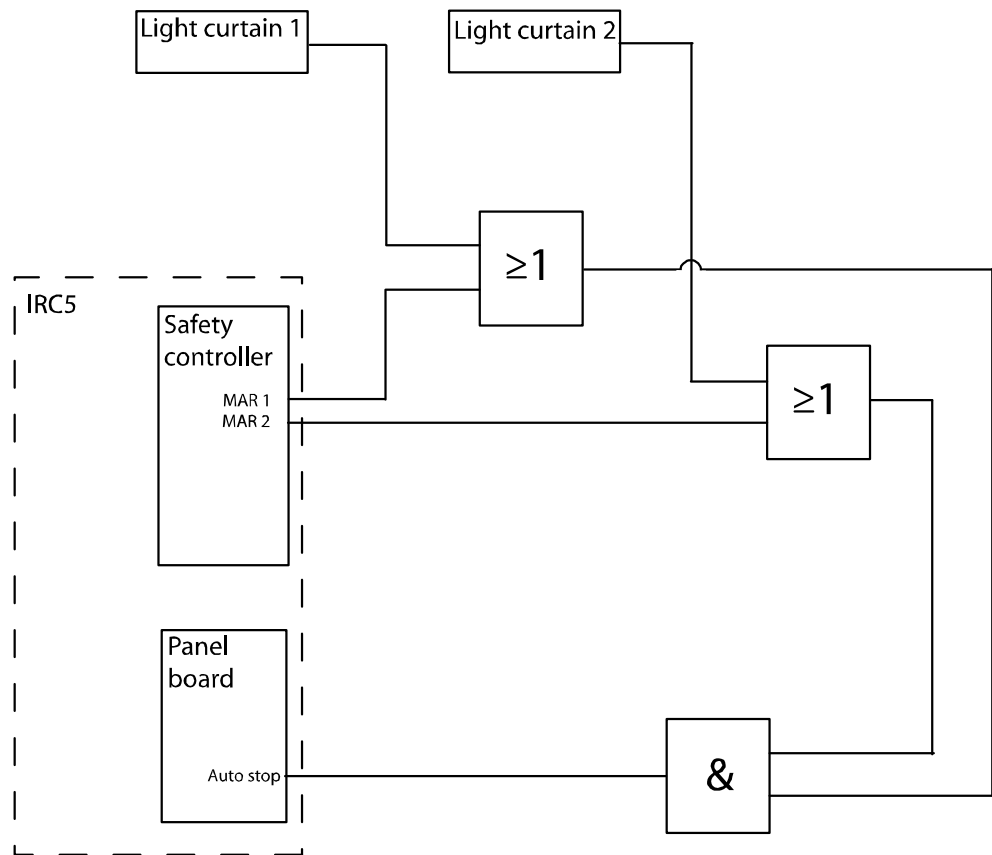 Light curtain 1
Light curtain 2
≥1
IRC5
Safety
controller
MAR 1
MAR 2
≥1
Panel
board
Auto stop
&